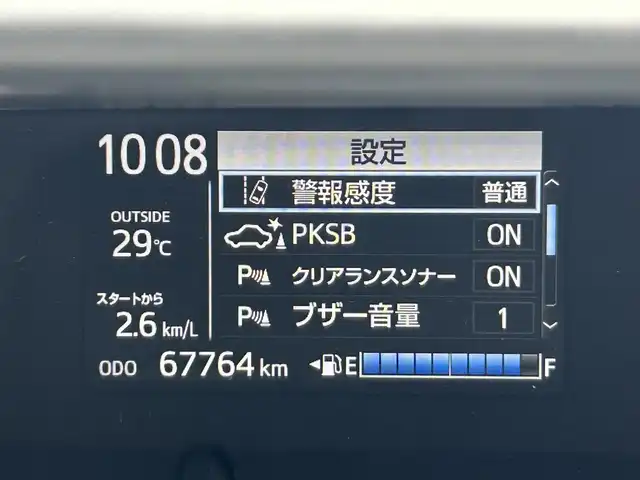 10 08
設定
警報感度 普通
OUTSIDE
29℃
PKSB ON
P クリアランスソナー ON
スタートから
2.6 km/L
P ブザー音量 1
ODO 67764 km
E F